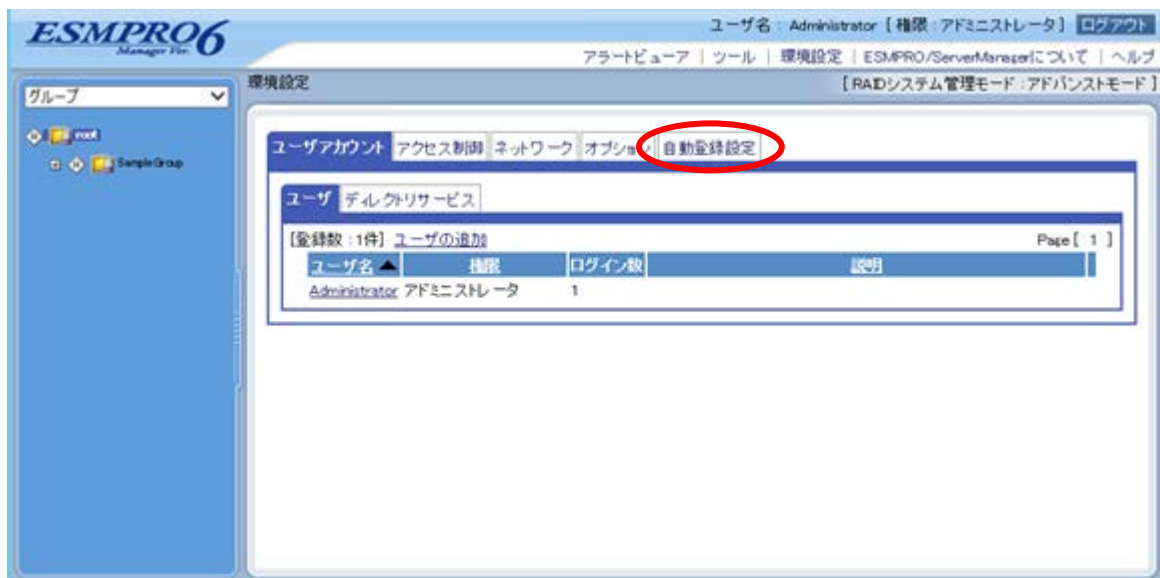 ESMPRO6
Manager Ver.
ユーザ名 : Administrator [ 権限 : アドミニストレータ ] ログアウト
アラートビューア | ツール | 環境設定 | ESMPRO/ServerManagerについて | ヘルプ
グループ
root
Sample Group
環境設定
[ RAIDシステム管理モード : アドバンストモード ]
ユーザアカウント アクセス制御 ネットワーク オプション 自動登録設定
ユーザ ディレクトリサービス
[登録数 : 1件] ユーザの追加 Page [ 1 ]
ユーザ名 ▲ 権限 ログイン数 説明
Administrator アドミニストレータ 1